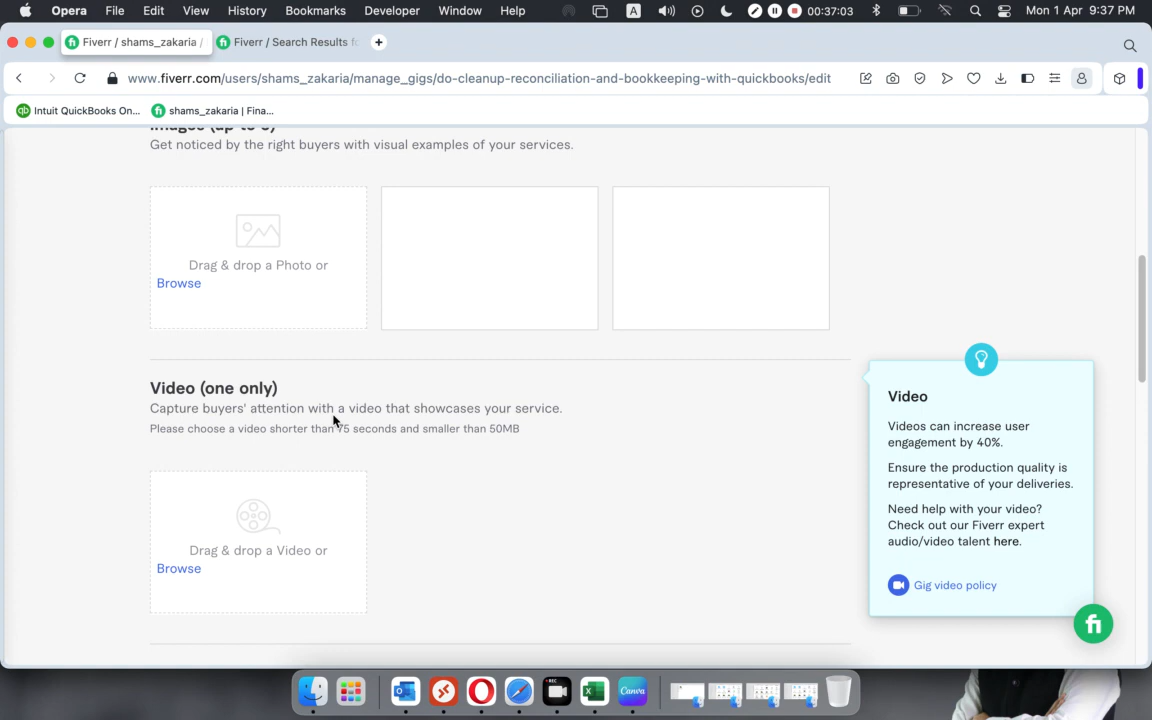 Opera File Edit View History Bookmarks Developer Window Help A 00:37:03 Mon 1 Apr 9:37 PM
Fiverr / shams_zakaria / Fiverr / Search Results fo
www.fiverr.com/users/shams_zakaria/manage_gigs/do-cleanup-reconciliation-and-bookkeeping-with-quickbooks/edit
qb Intuit QuickBooks On... fi shams_zakaria | Fina...
Get noticed by the right buyers with visual examples of your services.
Drag & drop a Photo or
Browse
Video (one only)
Capture buyers' attention with a video that showcases your service.
Please choose a video shorter than 75 seconds and smaller than 50MB
Drag & drop a Video or
Browse
Video
Videos can increase user
engagement by 40%.
Ensure the production quality is
representative of your deliveries.
Need help with your video?
Check out our Fiverr expert
audio/video talent here.
Gig video policy
fi
REC
Canva